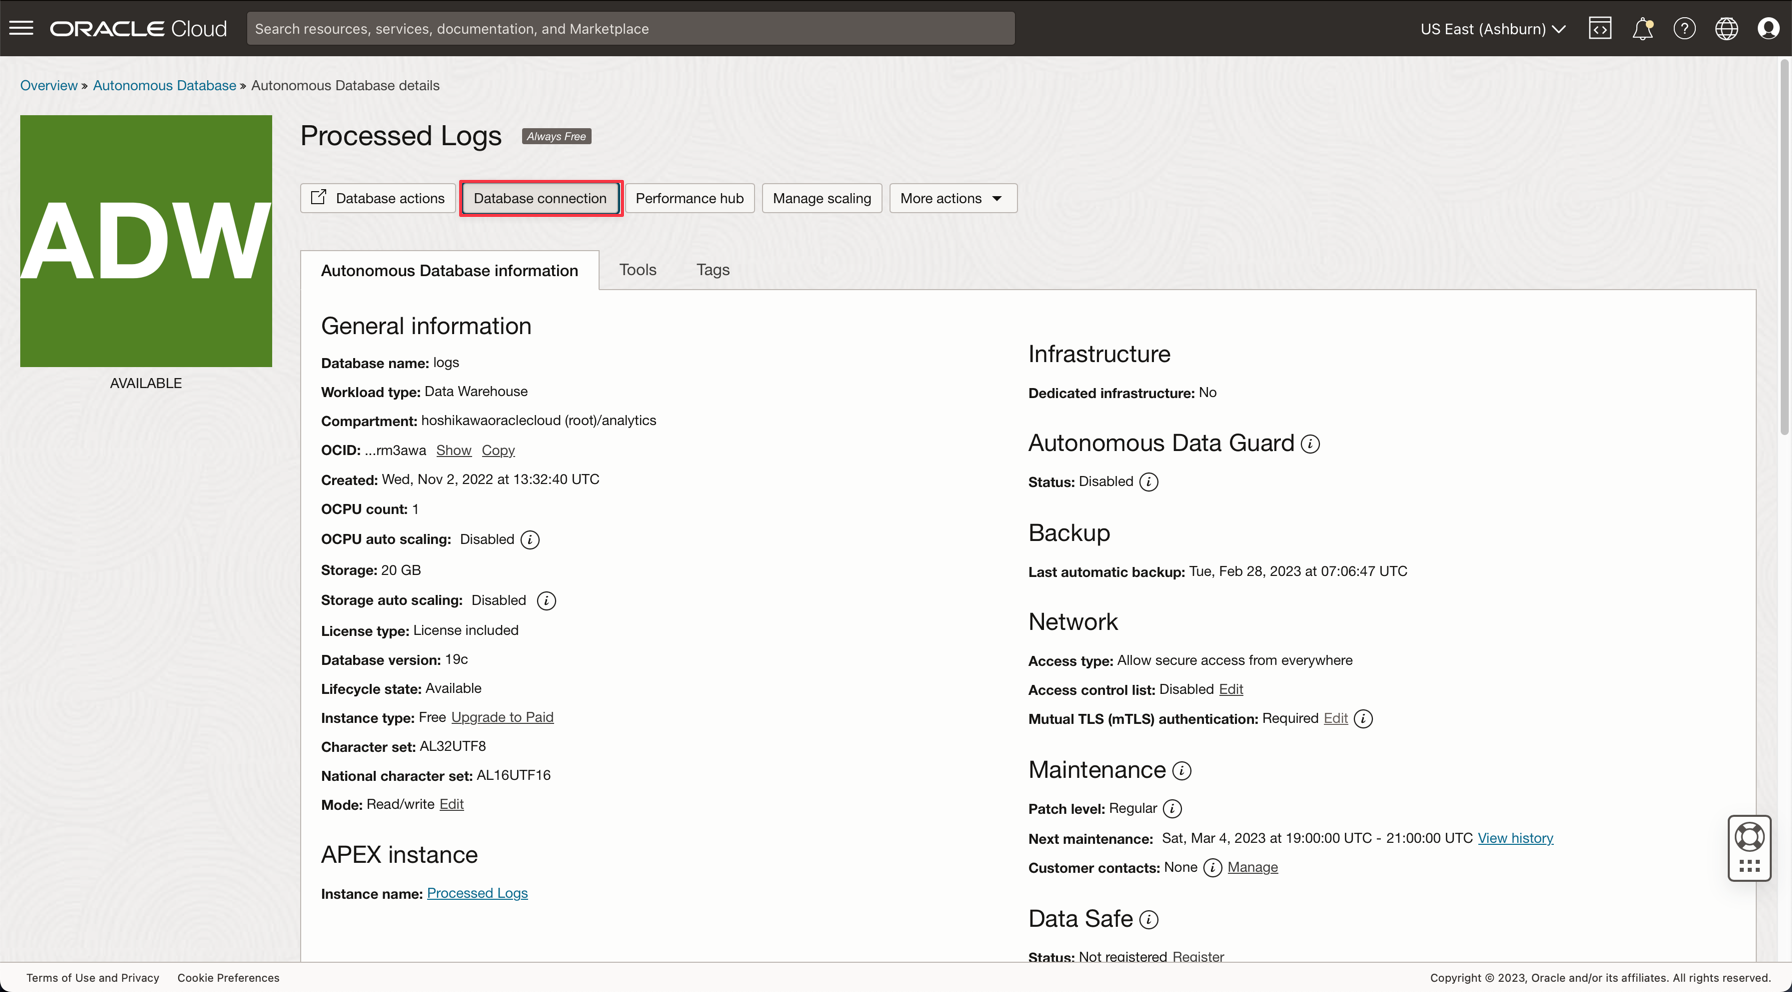 ORACLE Cloud
Search resources, services, documentation, and Marketplace
US East (Ashburn)
Overview » Autonomous Database » Autonomous Database details
ADW
AVAILABLE
Processed Logs Always Free
Database actions
Database connection
Performance hub
Manage scaling
More actions
Autonomous Database information
Tools
Tags
General information
Database name: logs
Workload type: Data Warehouse
Compartment: hoshikawaoraclecloud (root)/analytics
OCID: ...rm3awa Show Copy
Created: Wed, Nov 2, 2022 at 13:32:40 UTC
OCPU count: 1
OCPU auto scaling: Disabled
Storage: 20 GB
Storage auto scaling: Disabled
License type: License included
Database version: 19c
Lifecycle state: Available
Instance type: Free Upgrade to Paid
Character set: AL32UTF8
National character set: AL16UTF16
Mode: Read/write Edit
APEX instance
Instance name: Processed Logs
Infrastructure
Dedicated infrastructure: No
Autonomous Data Guard
Status: Disabled
Backup
Last automatic backup: Tue, Feb 28, 2023 at 07:06:47 UTC
Network
Access type: Allow secure access from everywhere
Access control list: Disabled Edit
Mutual TLS (mTLS) authentication: Required Edit
Maintenance
Patch level: Regular
Next maintenance: Sat, Mar 4, 2023 at 19:00:00 UTC - 21:00:00 UTC View history
Customer contacts: None Manage
Data Safe
Status: Not registered Register
Terms of Use and Privacy
Cookie Preferences
Copyright © 2023, Oracle and/or its affiliates. All rights reserved.